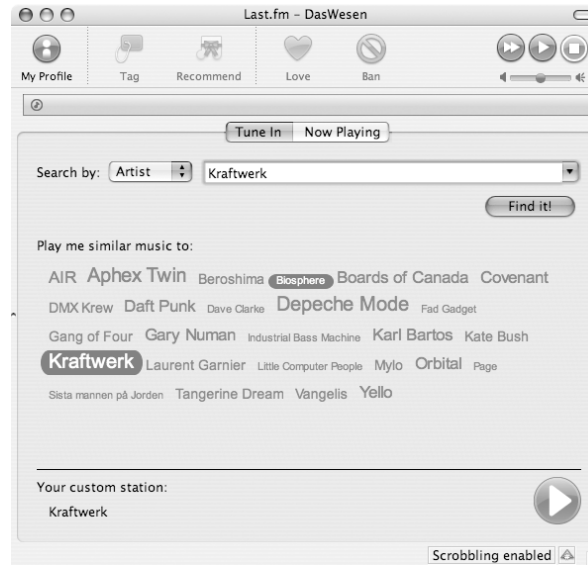 Last.fm – DasWesen
My Profile Tag Recommend Love Ban
Tune In Now Playing
Search by: Artist Kraftwerk
Find it!
Play me similar music to:
AIR Aphex Twin Beroshima Biosphere Boards of Canada Covenant
DMX Krew Daft Punk Dave Clarke Depeche Mode Fad Gadget
Gang of Four Gary Numan Industrial Bass Machine Karl Bartos Kate Bush
Kraftwerk Laurent Garnier Little Computer People Mylo Orbital Page
Sista mannen på Jorden Tangerine Dream Vangelis Yello
Your custom station:
Kraftwerk
Scrobbling enabled